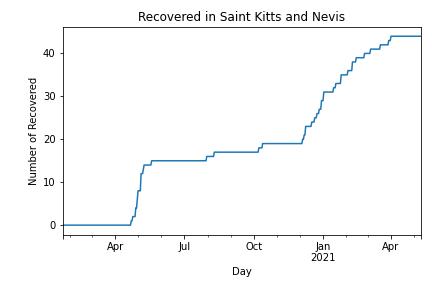 Recovered in Saint Kitts and Nevis
Number of Recovered
40
30
20
10
0
Apr Jul Oct Jan Apr
2021
Day